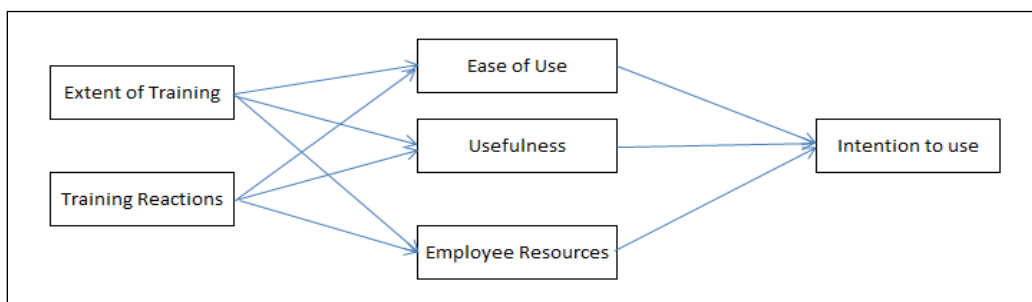 Extent of Training
Training Reactions
Ease of Use
Usefulness
Employee Resources
Intention to use